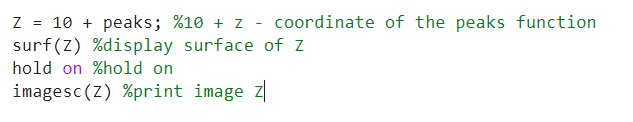 Z = 10 + peaks; %10 + z - coordinate of the peaks function
surf(Z) %display surface of Z
hold on %hold on
imagesc(Z) %print image Z